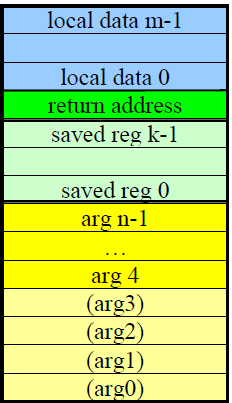 local data m-1
local data 0
return address
saved reg k-1
saved reg 0
arg n-1
…
arg 4
(arg3)
(arg2)
(arg1)
(arg0)